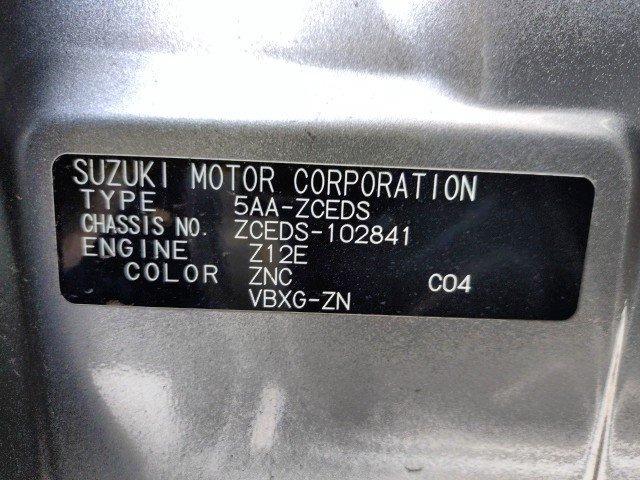 SUZUKI MOTOR CORPORATION
TYPE 5AA-ZCEDS
CHASSIS NO. ZCEDS-102841
ENGINE Z12E
COLOR ZNC C04
VBXG-ZN